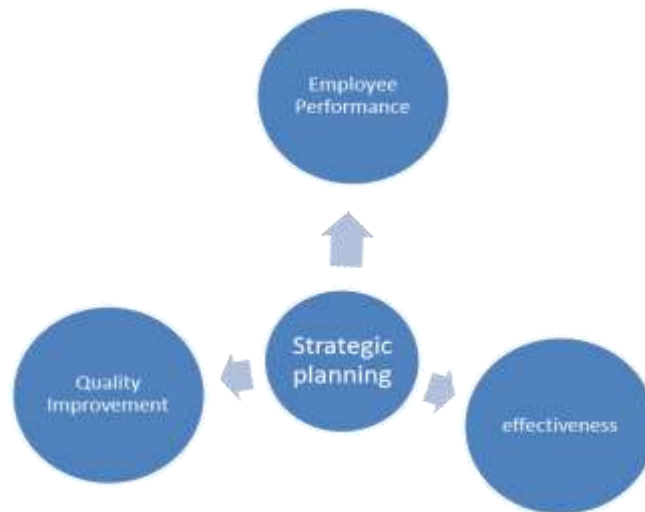 Employee
Performance
Strategic
planning
Quality
Improvement
effectiveness